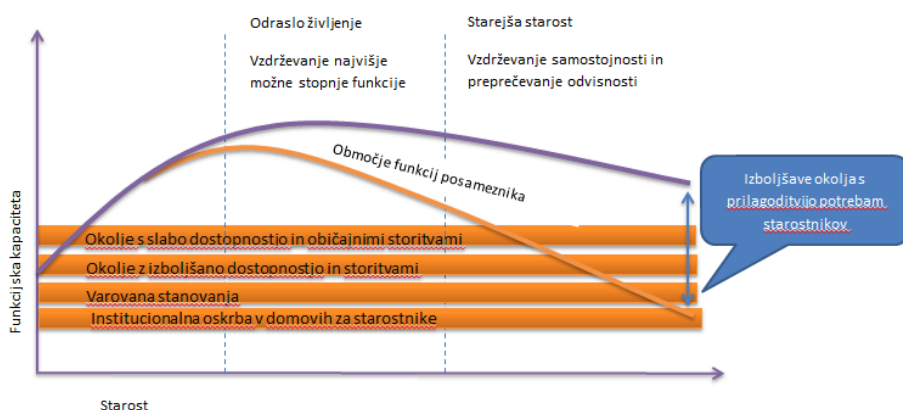 Odraslo življenje
Vzdrževanje najvišje
možne stopnje funkcije
Starejša starost
Vzdrževanje samostojnosti in
preprečevanje odvisnosti
Funkcijska kapaciteta
Območje funkcij posameznika
Izboljšave okolja s
prilagoditvijo potrebam
starostnikov
Okolje s slabo dostopnostjo in običajnimi storitvami
Okolje z izboljšano dostopnostjo in storitvami
Varovana stanovanja
Institucionalna oskrba v domovih za starostnike
Starost